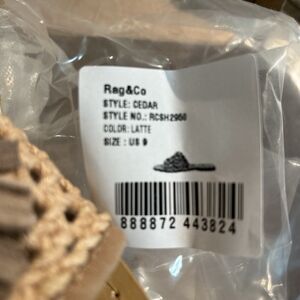 Rag&Co
STYLE: CEDAR
STYLE NO.: RCSH2950
COLOR: LATTE
SIZE : US 9
888872 443824